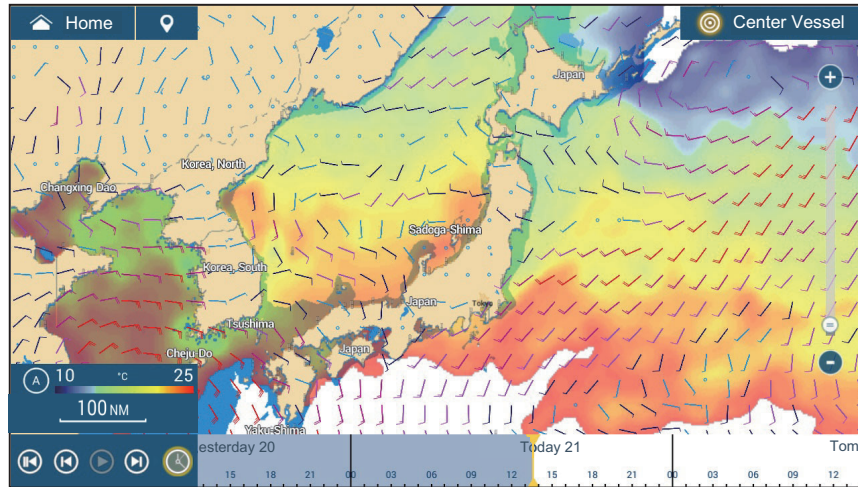 Home
Center Vessel
Japan
Korea, North
Changxing Dao
Sadoga Shima
Korea, South
Japan
Tokyo
Tsushima
Japan
Cheju Do
A 10 °C 25
100 NM
Yaku-Shima
esterday 20 Today 21 Tom
15 18 21 00 03 06 09 12 15 18 21 00 03 06 09 12